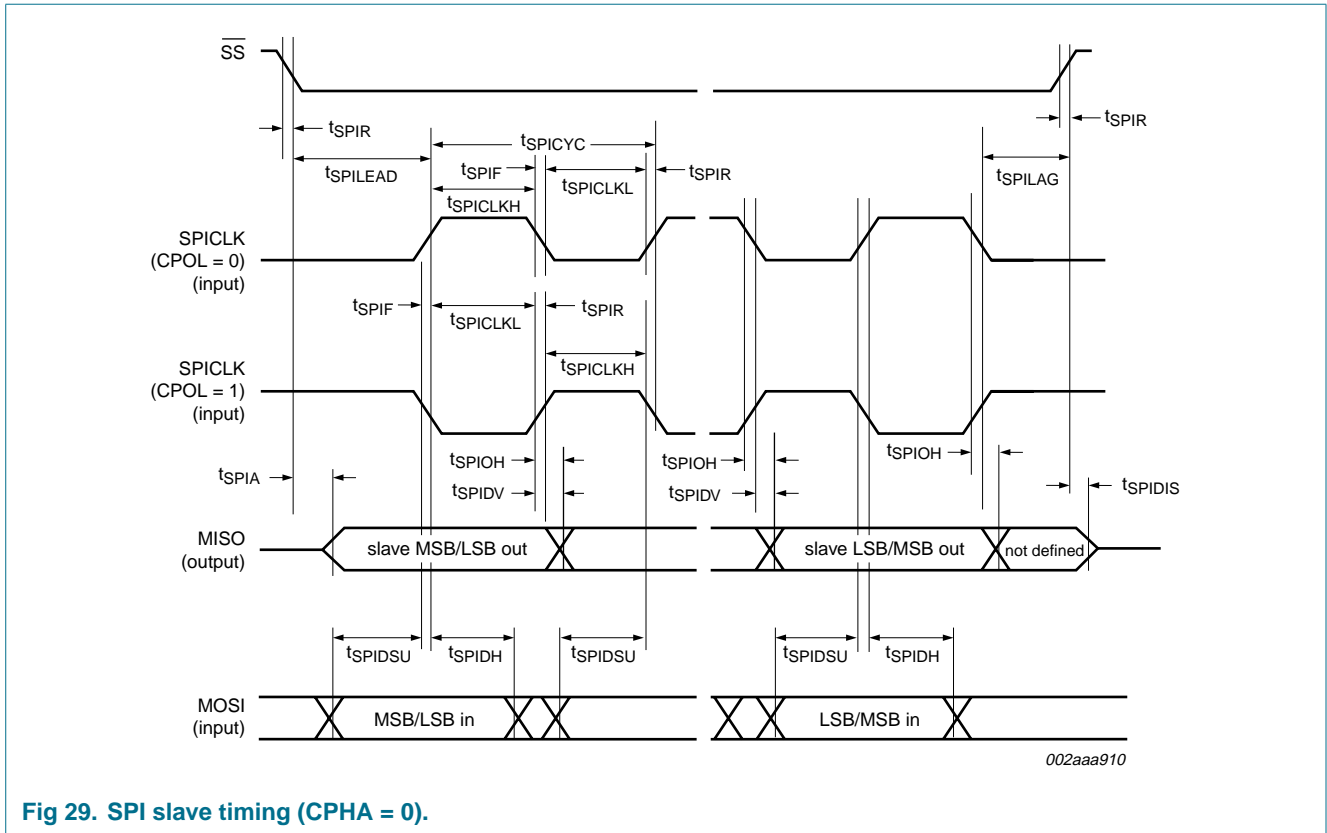 SS
tSPIR
tSPIR
tSPICYC
tSPILEAD
tSPIF
tSPICLKL
tSPIR
tSPILAG
tSPICLKH
SPICLK
(CPOL = 0)
(input)
tSPIF
tSPICLKL
tSPIR
tSPICLKH
SPICLK
(CPOL = 1)
(input)
tSPIOH
tSPIOH
tSPIOH
tSPIA
tSPIDV
tSPIDV
tSPIDIS
MISO
(output)
slave MSB/LSB out
slave LSB/MSB out
not defined
tSPIDSU
tSPIDH
tSPIDSU
tSPIDSU
tSPIDH
MOSI
(input)
MSB/LSB in
LSB/MSB in
002aaa910
Fig 29. SPI slave timing (CPHA = 0).